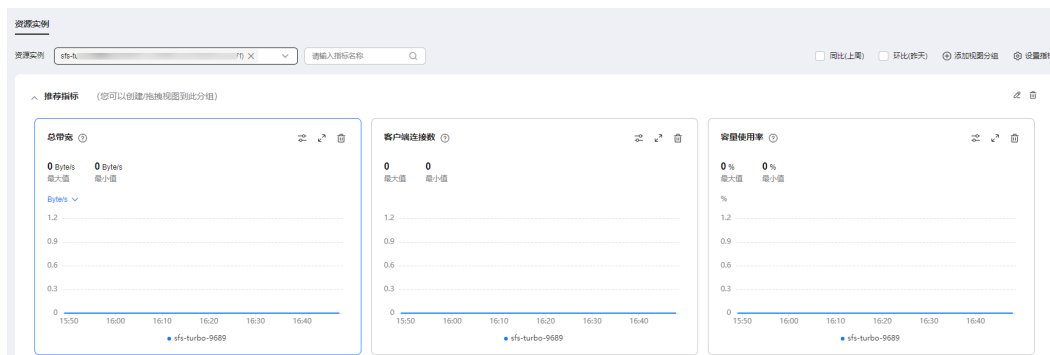 资源实例
资源实例 sfs-tu 请输入指标名称 同比(上周) 环比(昨天) 添加视图分组 设置指标
推荐指标 (您可以创建/拖拽视图到此分组)
总带宽
0 Byte/s 0 Byte/s
最大值 最小值
Byte/s
1.2
0.9
0.6
0.3
0
15:50 16:00 16:10 16:20 16:30 16:40
sfs-turbo-9689
客户端连接数
0 0
最大值 最小值
1.2
0.9
0.6
0.3
0
15:50 16:00 16:10 16:20 16:30 16:40
sfs-turbo-9689
容量使用率
0 % 0 %
最大值 最小值
%
1.2
0.9
0.6
0.3
0
15:50 16:00 16:10 16:20 16:30 16:40
sfs-turbo-9689